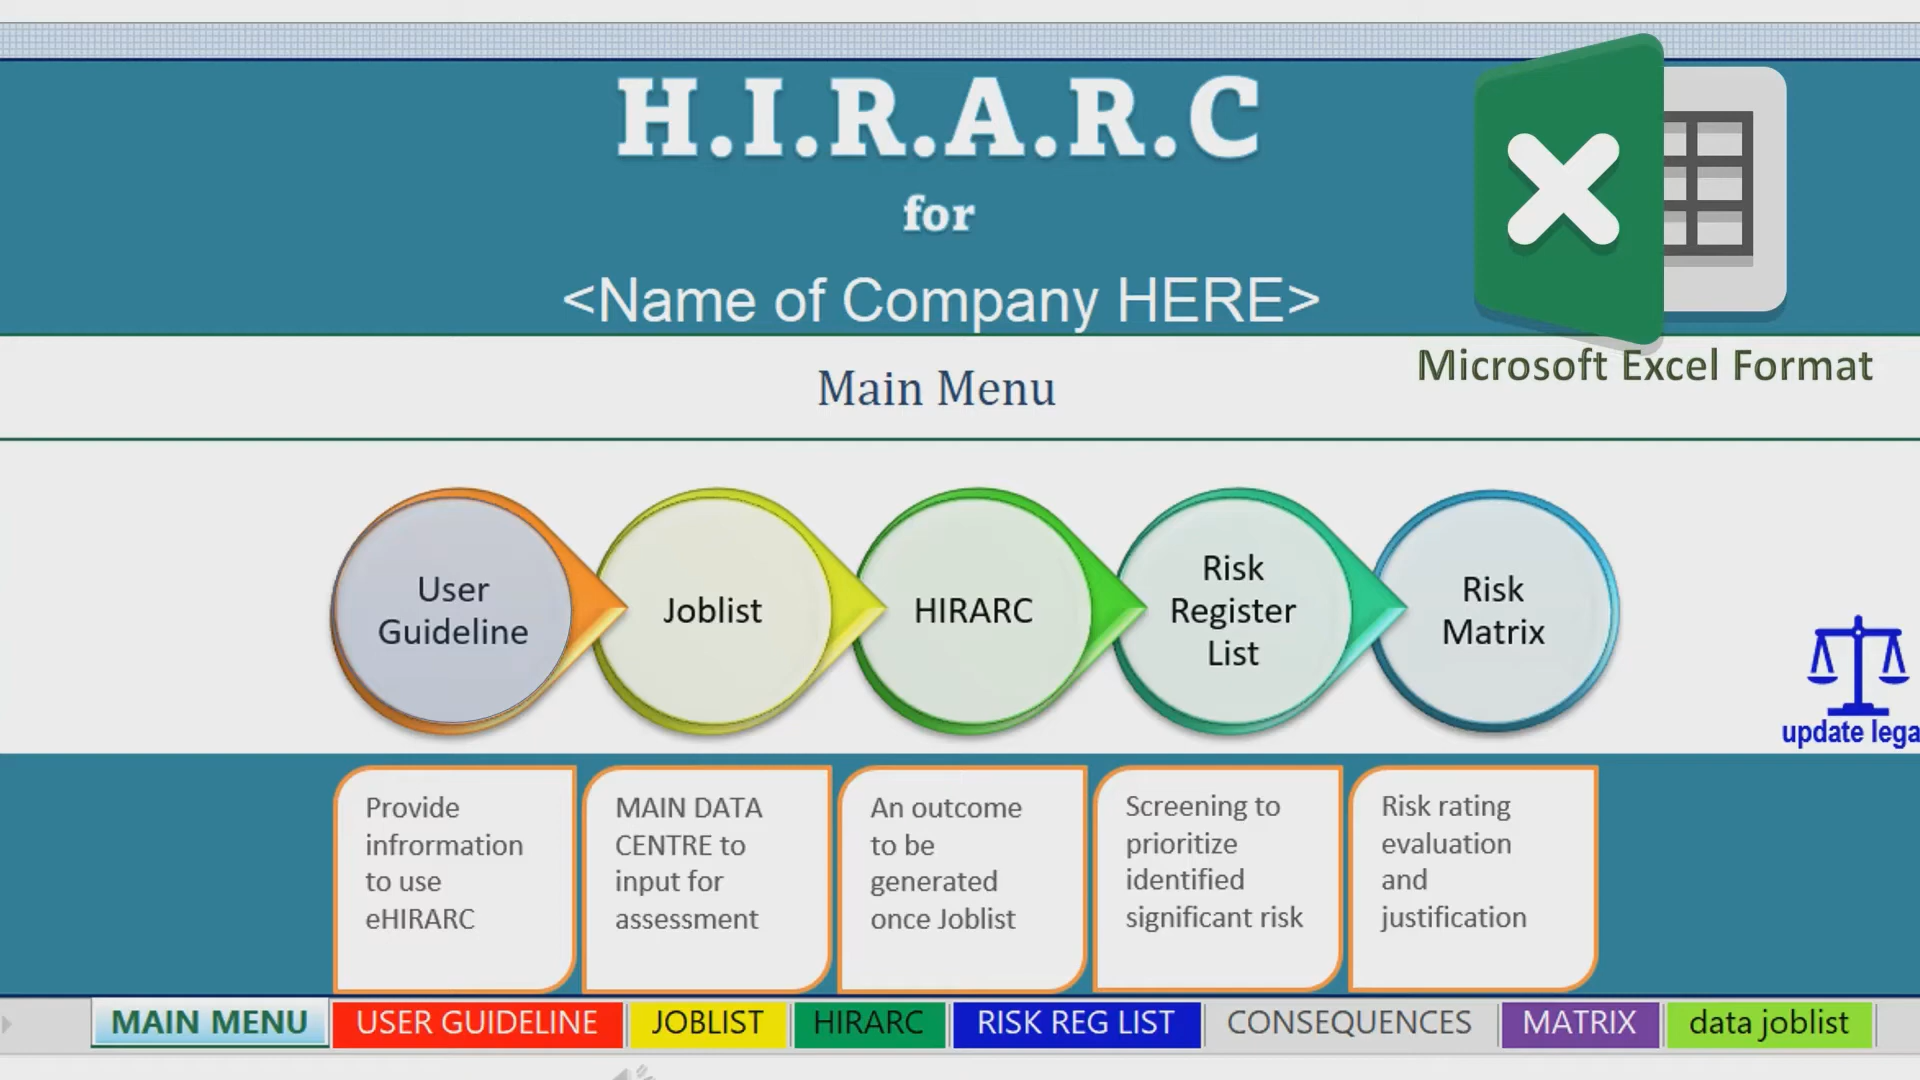 H.I.R.A.R.C
for
<Name of Company HERE>
Microsoft Excel Format
Main Menu
User
Guideline
Joblist
HIRARC
Risk
Register
List
Risk
Matrix
update lega
Provide
infrormation
to use
eHIRARC
MAIN DATA
CENTRE to
input for
assessment
An outcome
to be
generated
once Joblist
Screening to
prioritize
identified
significant risk
Risk rating
evaluation
and
justification
MAIN MENU USER GUIDELINE JOBLIST HIRARC RISK REG LIST CONSEQUENCES MATRIX data joblist